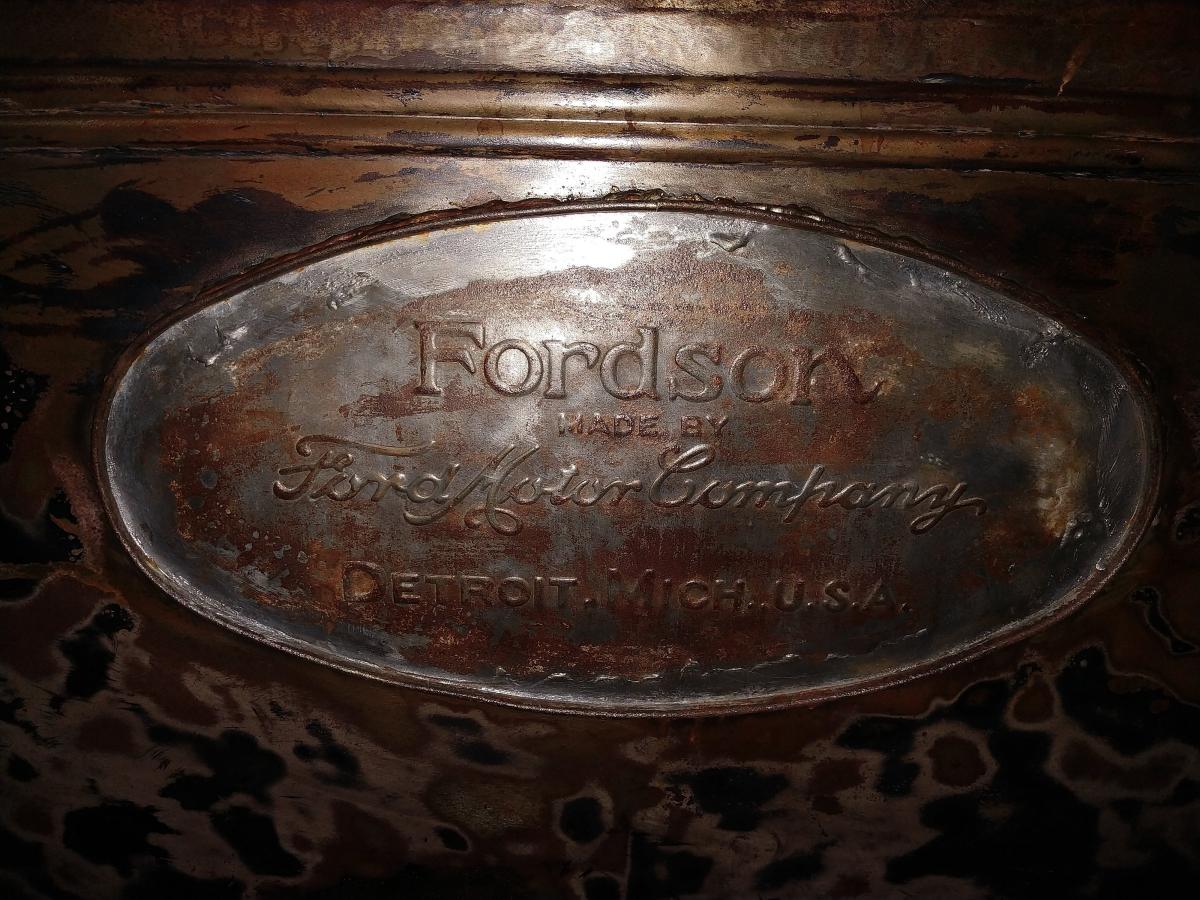 Fordson
MADE BY
Ford Motor Company
DETROIT. MICH., U.S.A.